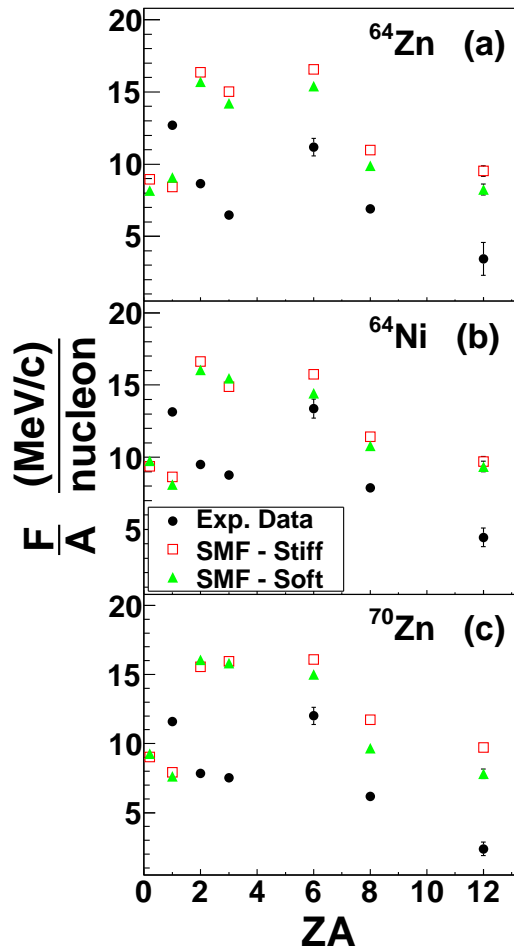 20
⁶⁴Zn (a)
15
10
5
20
⁶⁴Ni (b)
15
10
5
Exp. Data
SMF - Stiff
SMF - Soft
F
A
(MeV/c)
nucleon
20
⁷⁰Zn (c)
15
10
5
0 2 4 6 8 10 12
ZA